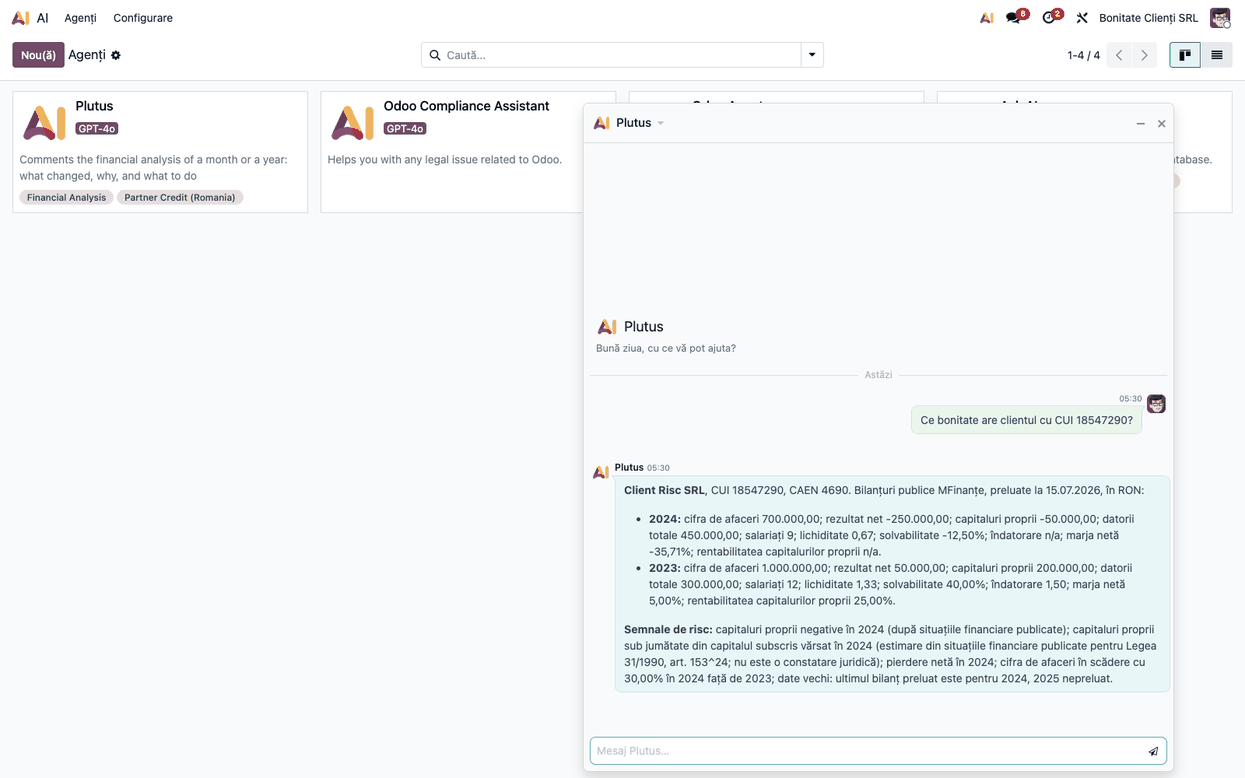 AI AI Agenți Configurare 8 2 Bonitate Clienți SRL
Nou(ă) Agenți Caută... 1-4 / 4
Plutus
GPT-4o
Comments the financial analysis of a month or a year:
what changed, why, and what to do
Financial Analysis Partner Credit (Romania)
Odoo Compliance Assistant
GPT-4o
Helps you with any legal issue related to Odoo.
tabase.
Plutus
Plutus
Bună ziua, cu ce vă pot ajuta?
Astăzi
05:30
Ce bonitate are clientul cu CUI 18547290?
Plutus 05:30
Client Risc SRL, CUI 18547290, CAEN 4690. Bilanțuri publice MFinanțe, preluate la 15.07.2026, în RON:
• 2024: cifra de afaceri 700.000,00; rezultat net -250.000,00; capitaluri proprii -50.000,00; datorii
totale 450.000,00; salariați 9; lichiditate 0,67; solvabilitate -12,50%; îndatorare n/a; marja netă
-35,71%; rentabilitatea capitalurilor proprii n/a.
• 2023: cifra de afaceri 1.000.000,00; rezultat net 50.000,00; capitaluri proprii 200.000,00; datorii
totale 300.000,00; salariați 12; lichiditate 1,33; solvabilitate 40,00%; îndatorare 1,50; marja netă
5,00%; rentabilitatea capitalurilor proprii 25,00%.
Semnale de risc: capitaluri proprii negative în 2024 (după situațiile financiare publicate); capitaluri proprii
sub jumătate din capitalul subscris vărsat în 2024 (estimare din situațiile financiare publicate pentru Legea
31/1990, art. 153^24; nu este o constatare juridică); pierdere netă în 2024; cifra de afaceri în scădere cu
30,00% în 2024 față de 2023; date vechi: ultimul bilanț preluat este pentru 2024, 2025 nepreluat.
Mesaj Plutus...